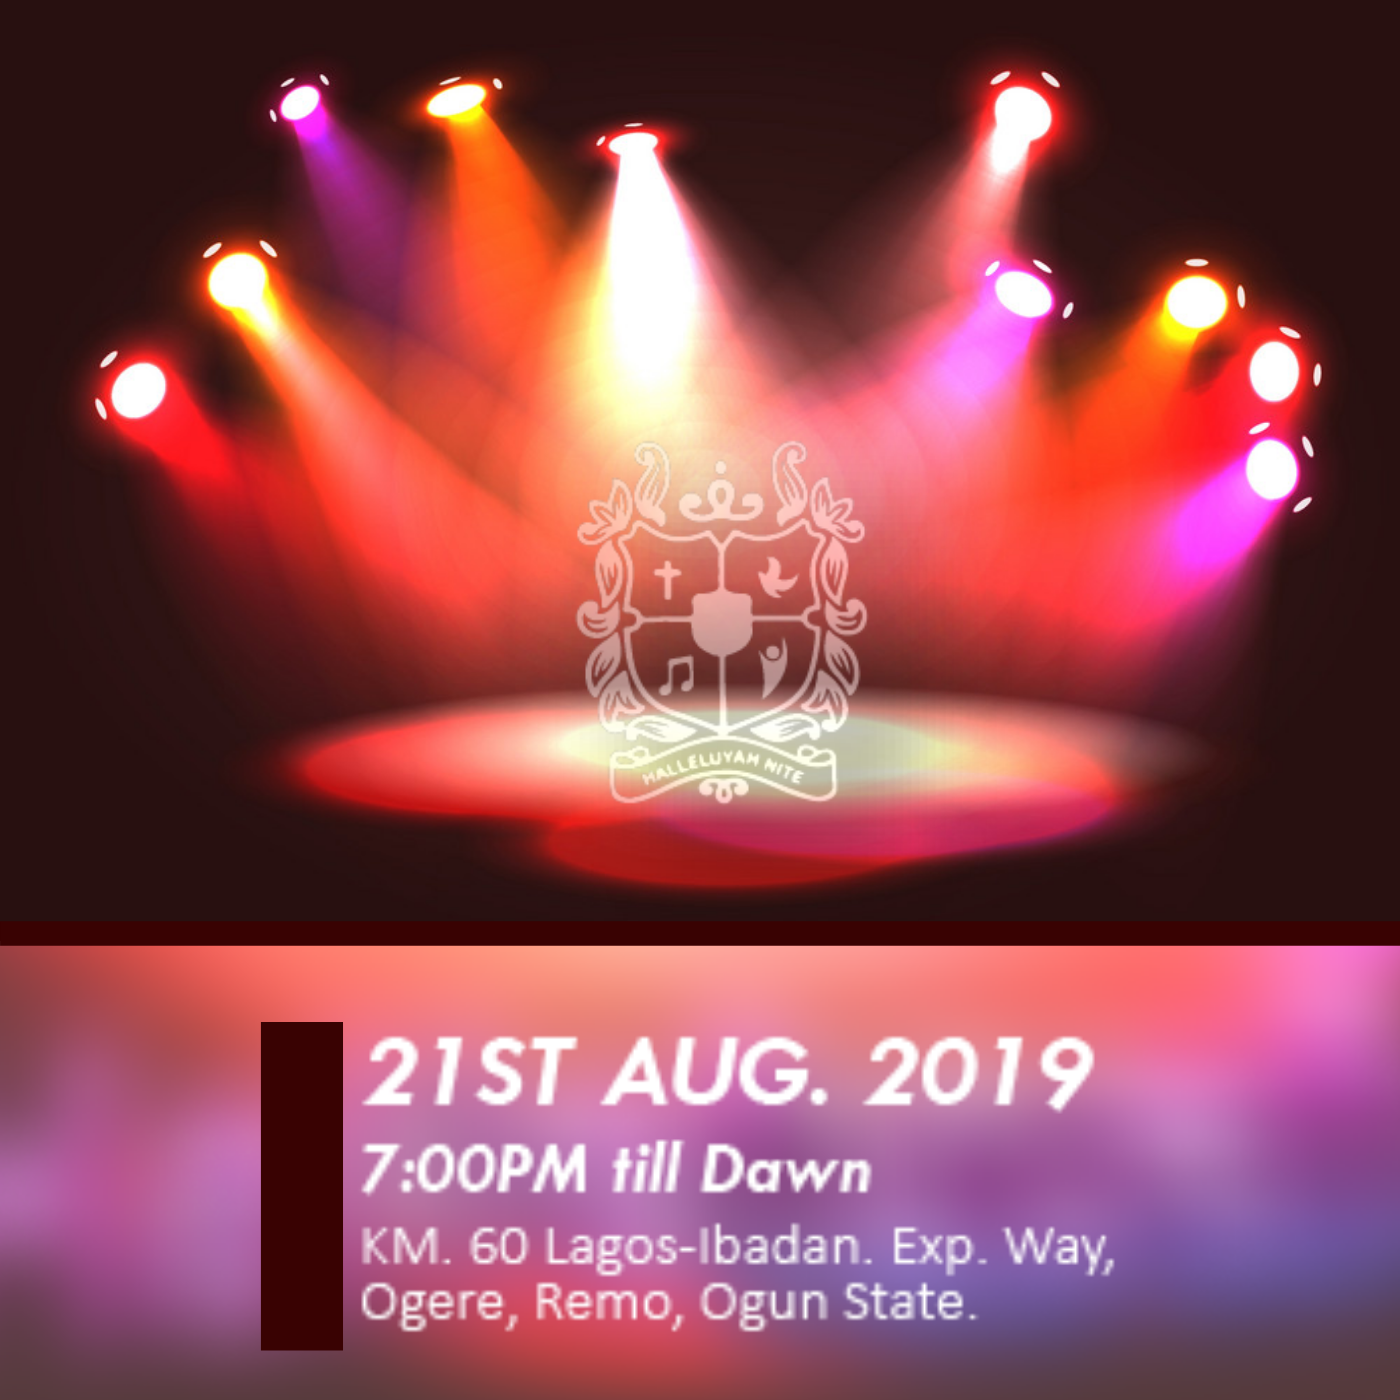 HALLELUYAH NITE
21ST AUG. 2019
7:00PM till Dawn
KM. 60 Lagos-Ibadan. Exp. Way,
Ogere, Remo, Ogun State.